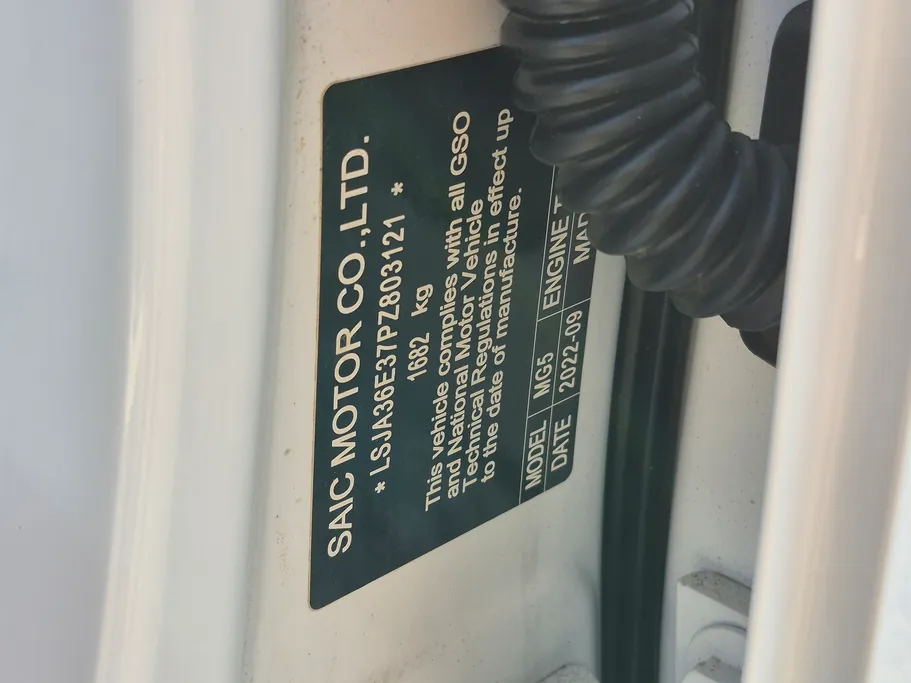 SAIC MOTOR CO.,LTD.
* LSJA36E37PZ803121 *
1682 kg
This vehicle complies with all GSO
and National Motor Vehicle
Technical Regulations in effect up
to the date of manufacture.
MODEL MG5 ENGINE
DATE 2022-09